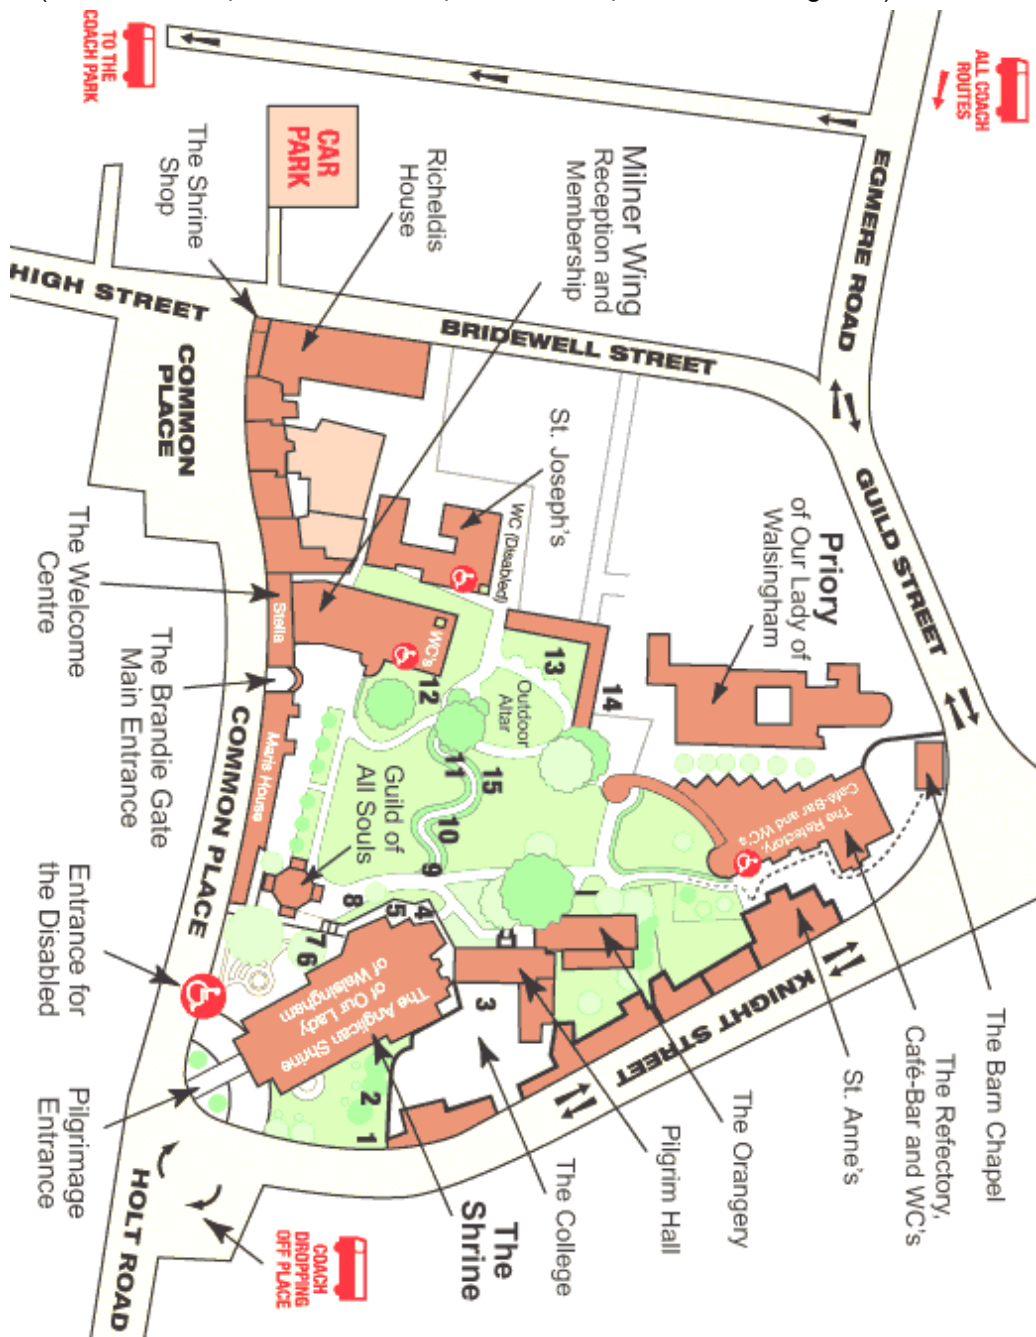 TO THE
COACH PARK
ALL COACH
ROUTES
CAR
PARK
The Shrine
Shop
Richeldis
House
Milner Wing
Reception and
Membership
EGMERE ROAD
HIGH STREET
BRIDEWELL STREET
COMMON
PLACE
St. Joseph's
WC (Disabled)
Priory
of Our Lady of
Walsingham
GUILD STREET
The Welcome
Centre
Stella
WC's
The Brandie Gate
Main Entrance
Maris House
COMMON PLACE
12
13
14
Outdoor
Altar
11
15
10
9
Guild of
All Souls
8
7
6
5
4
3
2
1
The Refectory,
Café-Bar and WC's
Entrance for
the Disabled
The Anglican Shrine
of Our Lady
of Walsingham
KNIGHT STREET
The Barn Chapel
The Refectory,
Café-Bar and WC's
St. Anne's
The Orangery
Pilgrim Hall
The College
The
Shrine
Pilgrimage
Entrance
HOLT ROAD
COACH
DROPPING
OFF PLACE